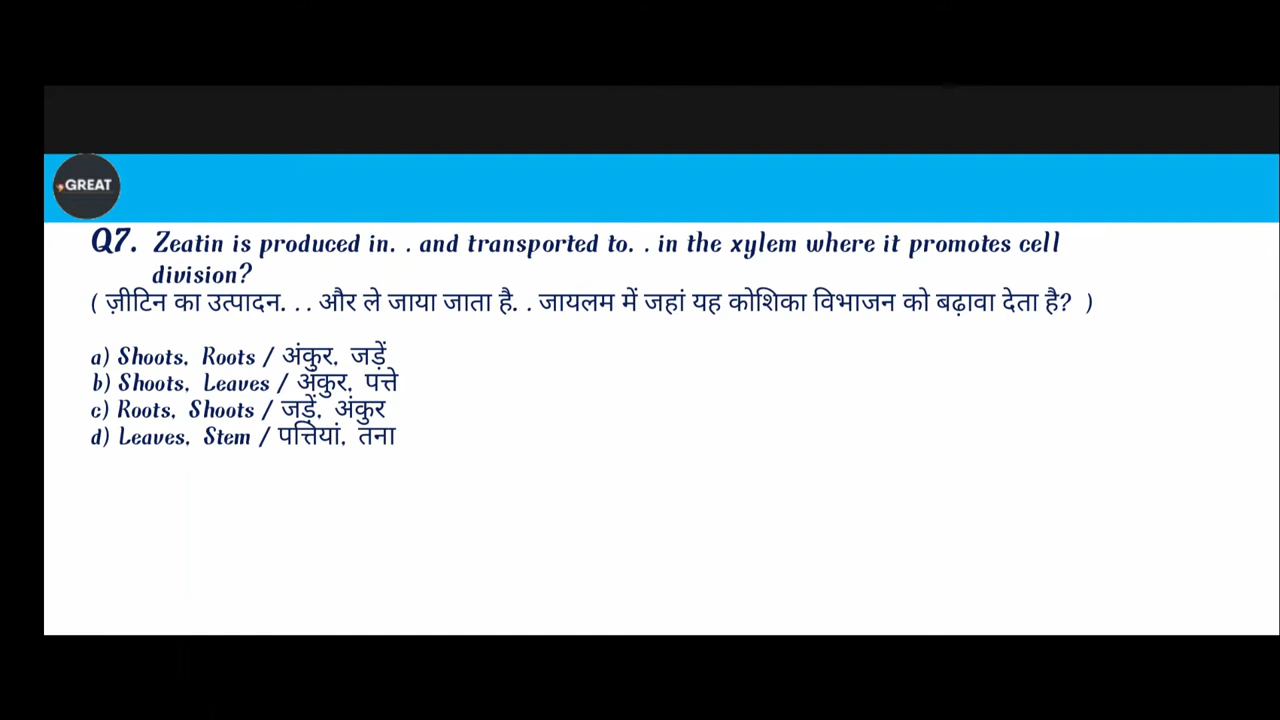 GREAT
Q7. Zeatin is produced in. . and transported to. . in the xylem where it promotes cell
division?
( ज़ीटिन का उत्पादन. . . और ले जाया जाता है. . जायलम में जहां यह कोशिका विभाजन को बढ़ावा देता है? )
a) Shoots, Roots / अंकुर, जड़ें
b) Shoots, Leaves / अंकुर, पत्ते
c) Roots, Shoots / जड़ें, अंकुर
d) Leaves, Stem / पत्तियां, तना